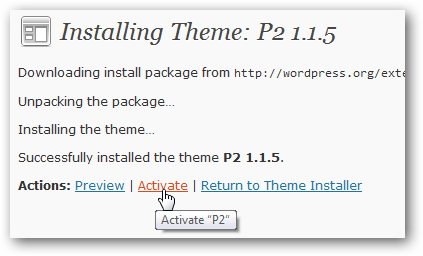 Installing Theme: P2 1.1.5
Downloading install package from http://wordpress.org/exte
Unpacking the package…
Installing the theme…
Successfully installed the theme P2 1.1.5.
Actions: Preview | Activate | Return to Theme Installer
Activate “P2”